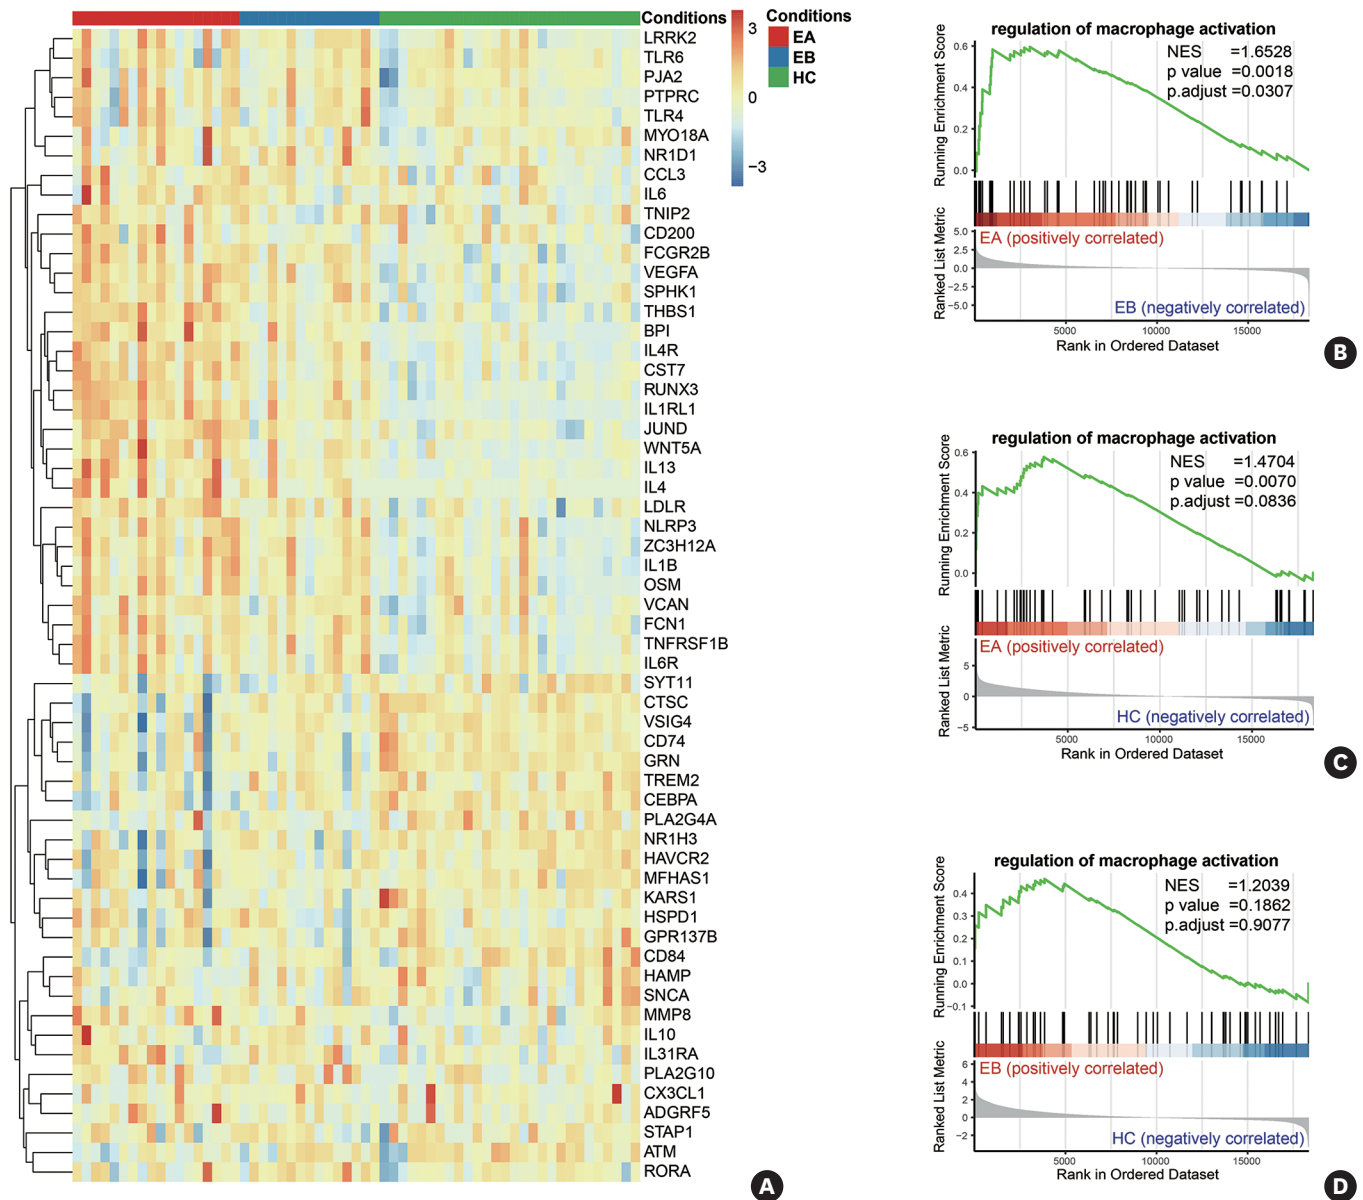 Conditions
LRRK2
TLR6
PJA2
PTPRC
TLR4
MYO18A
NR1D1
CCL3
IL6
TNIP2
CD200
FCGR2B
VEGFA
SPHK1
THBS1
BPI
IL4R
CST7
RUNX3
IL1RL1
JUND
WNT5A
IL13
IL4
LDLR
NLRP3
ZC3H12A
IL1B
OSM
VCAN
FCN1
TNFRSF1B
IL6R
SYT11
CTSC
VSIG4
CD74
GRN
TREM2
CEBPA
PLA2G4A
NR1H3
HAVCR2
MFHAS1
KARS1
HSPD1
GPR137B
CD84
HAMP
SNCA
MMP8
IL10
IL31RA
PLA2G10
CX3CL1
ADGRF5
STAP1
ATM
RORA
3
0
−3
Conditions
EA
EB
HC
A
regulation of macrophage activation
NES =1.6528
p value =0.0018
p.adjust =0.0307
Running Enrichment Score
0.6
0.4
0.2
0.0
Ranked List Metric
5.0
2.5
0.0
−2.5
−5.0
EA (positively correlated)
EB (negatively correlated)
5000 10000 15000
Rank in Ordered Dataset
B
regulation of macrophage activation
NES =1.4704
p value =0.0070
p.adjust =0.0836
Running Enrichment Score
0.6
0.4
0.2
0.0
Ranked List Metric
5
0
−5
EA (positively correlated)
HC (negatively correlated)
5000 10000 15000
Rank in Ordered Dataset
C
regulation of macrophage activation
NES =1.2039
p value =0.1862
p.adjust =0.9077
Running Enrichment Score
0.4
0.3
0.2
0.1
0.0
−0.1
Ranked List Metric
6
4
2
0
−2
EB (positively correlated)
HC (negatively correlated)
5000 10000 15000
Rank in Ordered Dataset
D